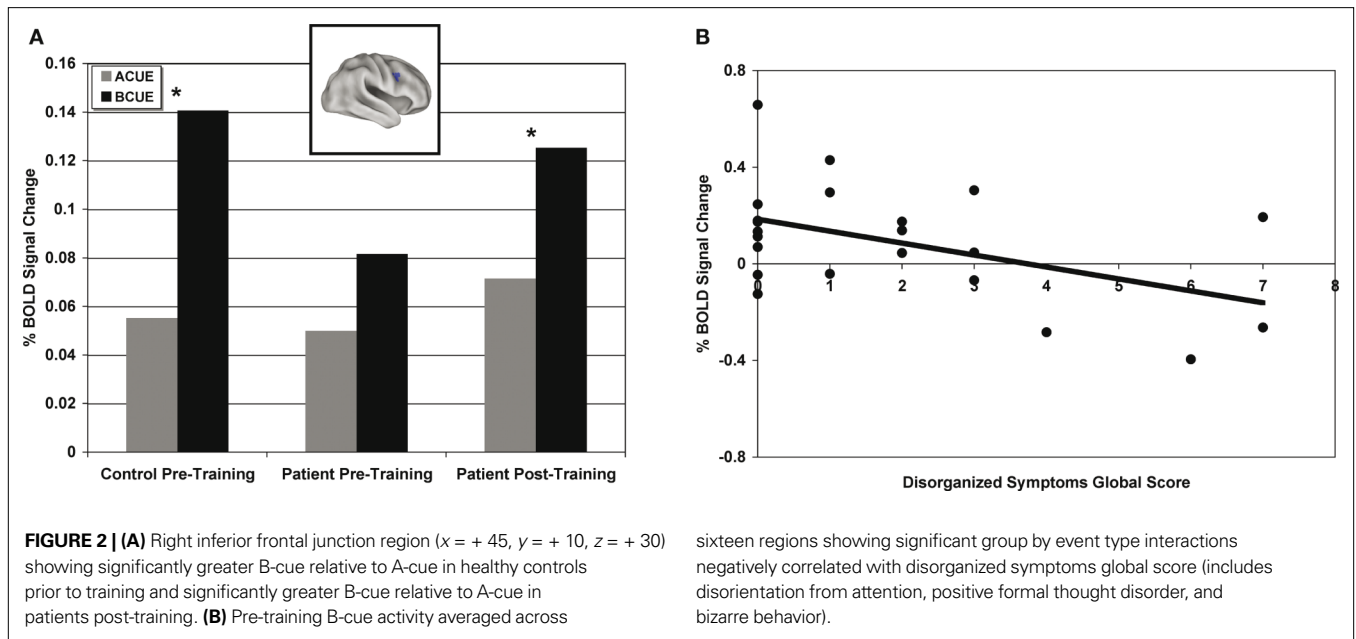 A
0.16
0.14
0.12
0.1
0.08
0.06
0.04
0.02
0
% BOLD Signal Change
ACUE
BCUE
*
*
Control Pre-Training
Patient Pre-Training
Patient Post-Training
B
0.8
0.4
0
-0.4
-0.8
% BOLD Signal Change
0 1 2 3 4 5 6 7 8
Disorganized Symptoms Global Score
FIGURE 2 | (A) Right inferior frontal junction region (x = + 45, y = + 10, z = + 30)
showing significantly greater B-cue relative to A-cue in healthy controls
prior to training and significantly greater B-cue relative to A-cue in
patients post-training. (B) Pre-training B-cue activity averaged across
sixteen regions showing significant group by event type interactions
negatively correlated with disorganized symptoms global score (includes
disorientation from attention, positive formal thought disorder, and
bizarre behavior).